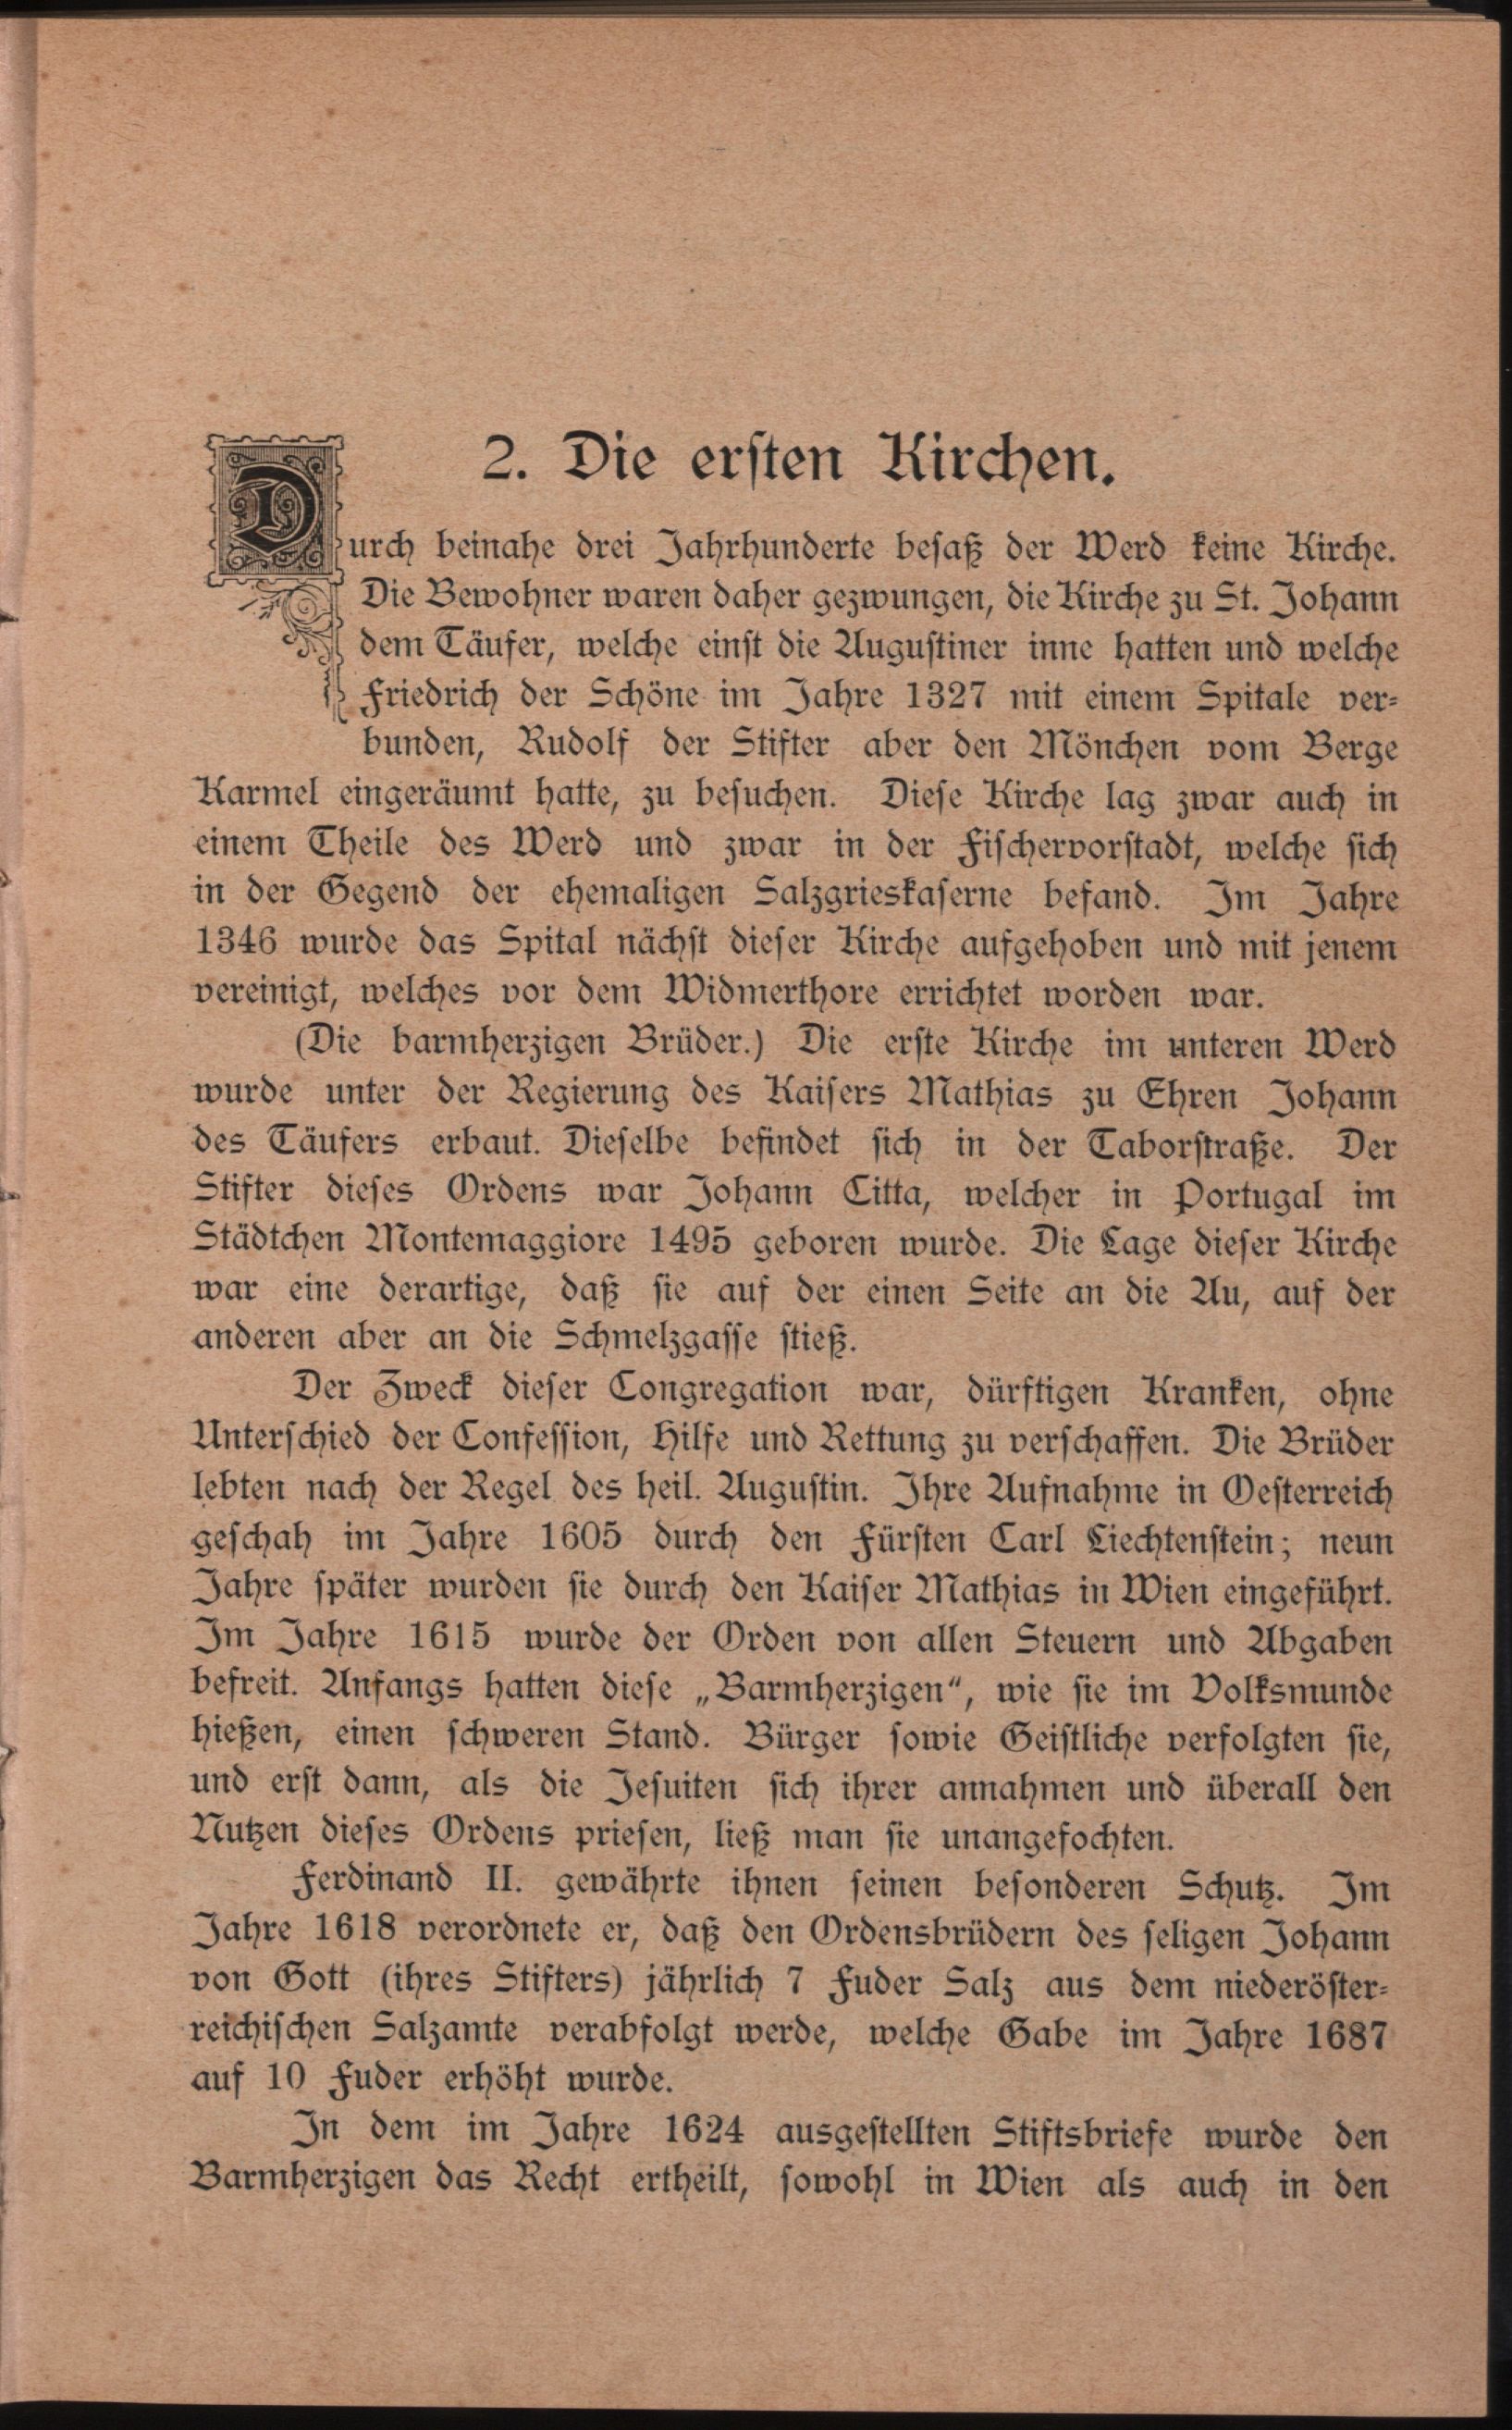 2. Die ersten Kirchen.
Durch beinahe drei Jahrhunderte besaß der Werd keine Kirche.
Die Bewohner waren daher gezwungen, die Kirche zu St. Johann
dem Täufer, welche einst die Augustiner inne hatten und welche
Friedrich der Schöne im Jahre 1327 mit einem Spitale ver-
bunden, Rudolf der Stifter aber den Mönchen vom Berge
Karmel eingeräumt hatte, zu besuchen. Diese Kirche lag zwar auch in
einem Theile des Werd und zwar in der Fischervorstadt, welche sich
in der Gegend der ehemaligen Salzgrieskaserne befand. Im Jahre
1346 wurde das Spital nächst dieser Kirche aufgehoben und mit jenem
vereinigt, welches vor dem Widmerthore errichtet worden war.
(Die barmherzigen Brüder.) Die erste Kirche im unteren Werd
wurde unter der Regierung des Kaisers Mathias zu Ehren Johann
des Täufers erbaut. Dieselbe befindet sich in der Taborstraße. Der
Stifter dieses Ordens war Johann Citta, welcher in Portugal im
Städtchen Montemaggiore 1495 geboren wurde. Die Lage dieser Kirche
war eine derartige, daß sie auf der einen Seite an die Au, auf der
anderen aber an die Schmelzgasse stieß.
Der Zweck dieser Congregation war, dürftigen Kranken, ohne
Unterschied der Confession, Hilfe und Rettung zu verschaffen. Die Brüder
lebten nach der Regel des heil. Augustin. Ihre Aufnahme in Oesterreich
geschah im Jahre 1605 durch den Fürsten Carl Liechtenstein; neun
Jahre später wurden sie durch den Kaiser Mathias in Wien eingeführt.
Im Jahre 1615 wurde der Orden von allen Steuern und Abgaben
befreit. Anfangs hatten diese „Barmherzigen“, wie sie im Volksmunde
hießen, einen schweren Stand. Bürger sowie Geistliche verfolgten sie,
und erst dann, als die Jesuiten sich ihrer annahmen und überall den
Nutzen dieses Ordens priesen, ließ man sie unangefochten.
Ferdinand II. gewährte ihnen seinen besonderen Schutz. Im
Jahre 1618 verordnete er, daß den Ordensbrüdern des seligen Johann
von Gott (ihres Stifters) jährlich 7 Fuder Salz aus dem niederöster-
reichischen Salzamte verabfolgt werde, welche Gabe im Jahre 1687
auf 10 Fuder erhöht wurde.
In dem im Jahre 1624 ausgestellten Stiftsbriefe wurde den
Barmherzigen das Recht ertheilt, sowohl in Wien als auch in den